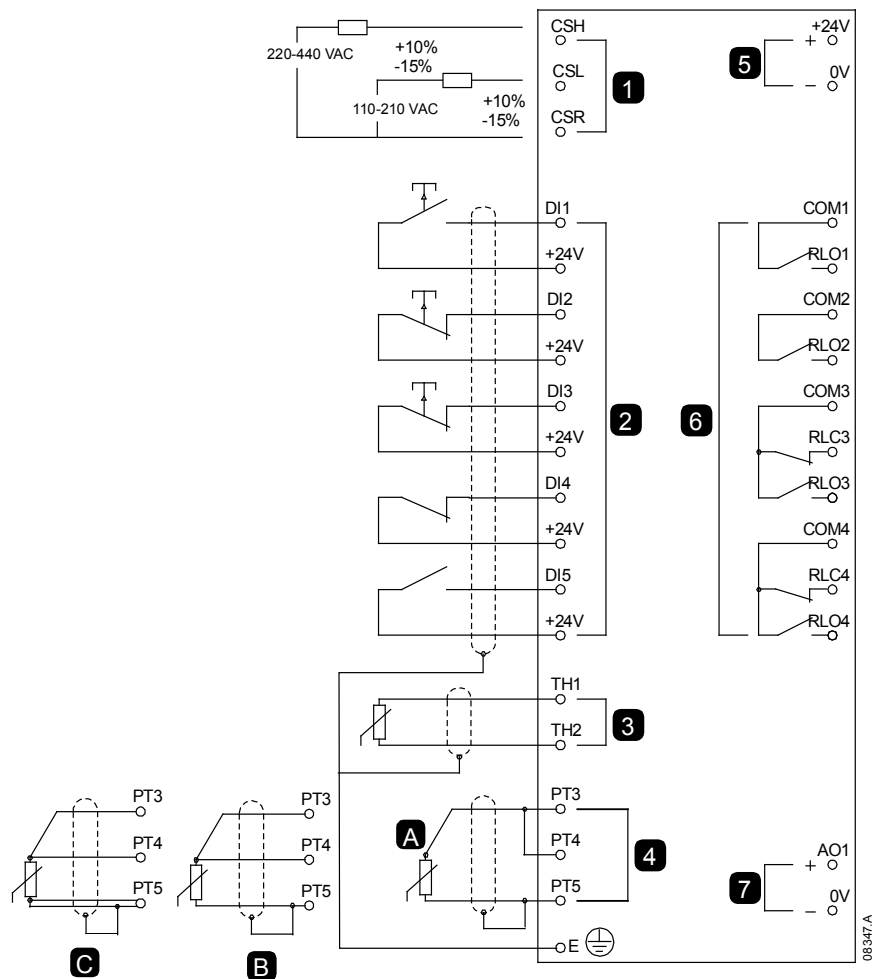 CSH
+24V
220-440 VAC
+10%
-15%
+
5
CSL
1
0V
110-210 VAC
+10%
-15%
−
CSR
DI1
COM1
+24V
RLO1
DI2
COM2
+24V
RLO2
DI3
COM3
2
6
+24V
RLC3
DI4
RLO3
+24V
COM4
DI5
RLC4
+24V
RLO4
TH1
3
TH2
PT3
PT3
PT3
A
PT4
PT4
PT4
4
PT5
PT5
PT5
AO1
+
7
0V
−
E
C
B
08347.A